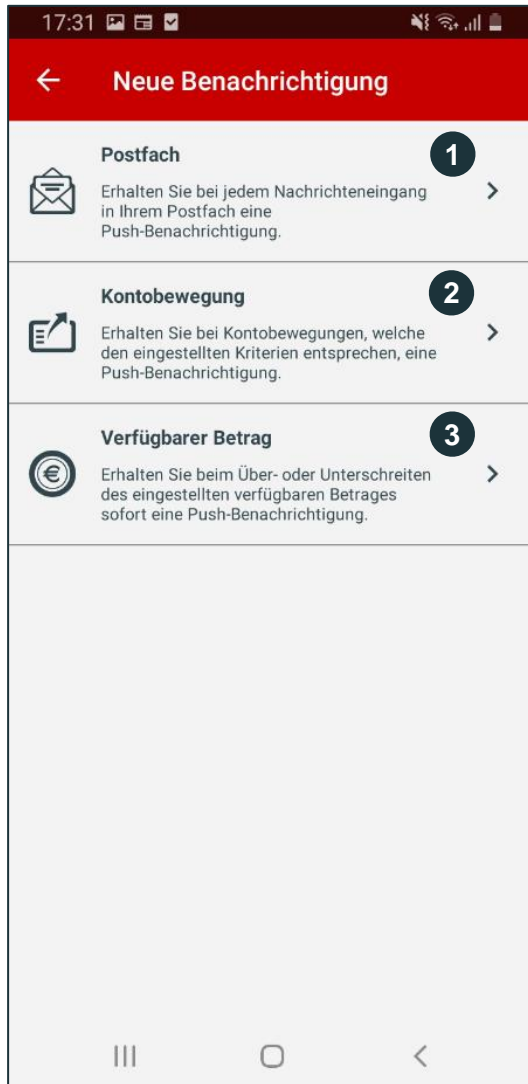 17:31
Neue Benachrichtigung
Postfach
1
Erhalten Sie bei jedem Nachrichteneingang
in Ihrem Postfach eine
Push-Benachrichtigung.
Kontobewegung
2
Erhalten Sie bei Kontobewegungen, welche
den eingestellten Kriterien entsprechen, eine
Push-Benachrichtigung.
Verfügbarer Betrag
3
€
Erhalten Sie beim Über- oder Unterschreiten
des eingestellten verfügbaren Betrages
sofort eine Push-Benachrichtigung.